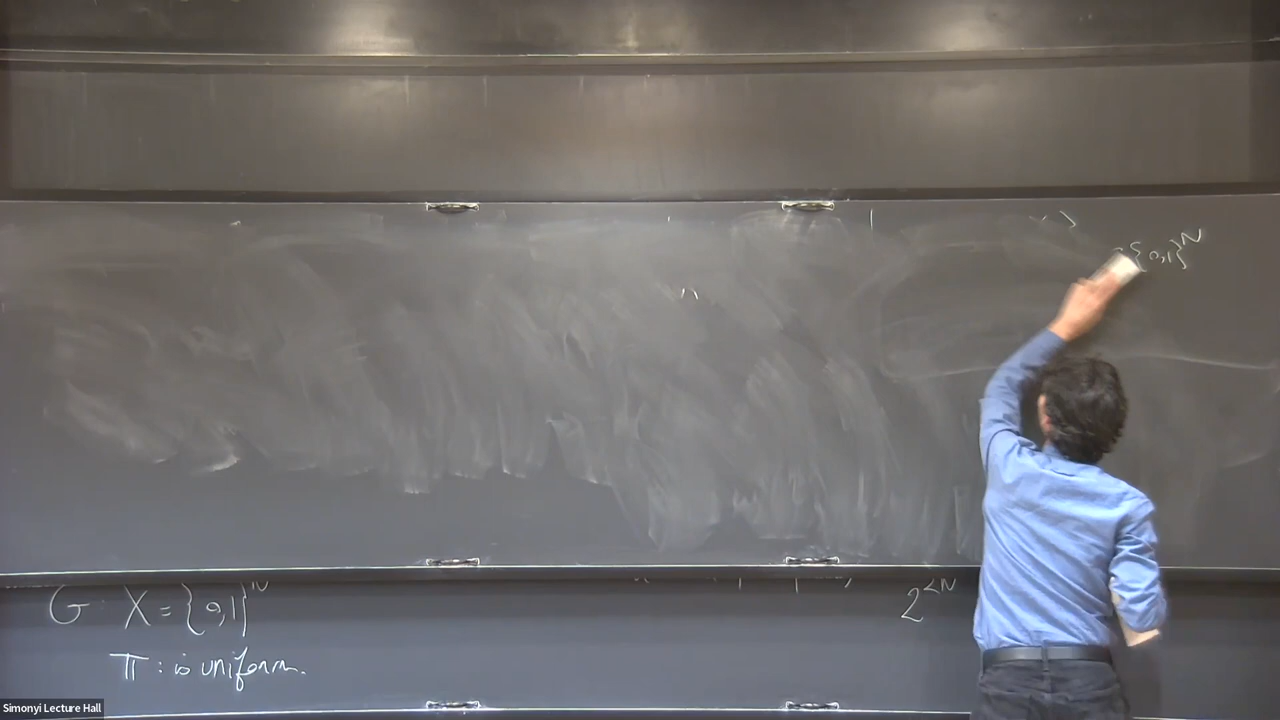 {0,1}^N
G: X = {0,1}^N
2^{<N}
π : is uniform.
Simonyi Lecture Hall